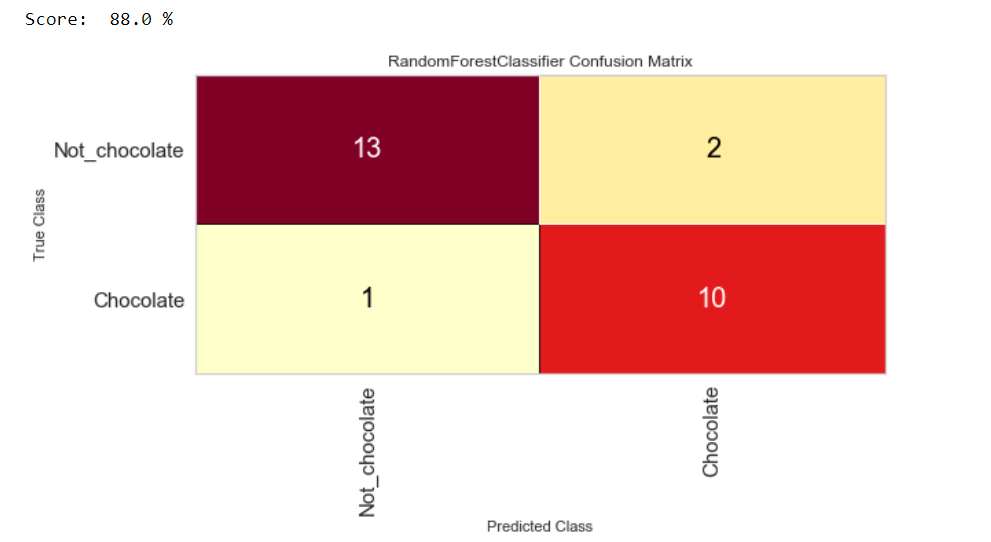 Score:  88.0 %
RandomForestClassifier Confusion Matrix
Not_chocolate
13
2
True Class
Chocolate
1
10
Not_chocolate
Chocolate
Predicted Class